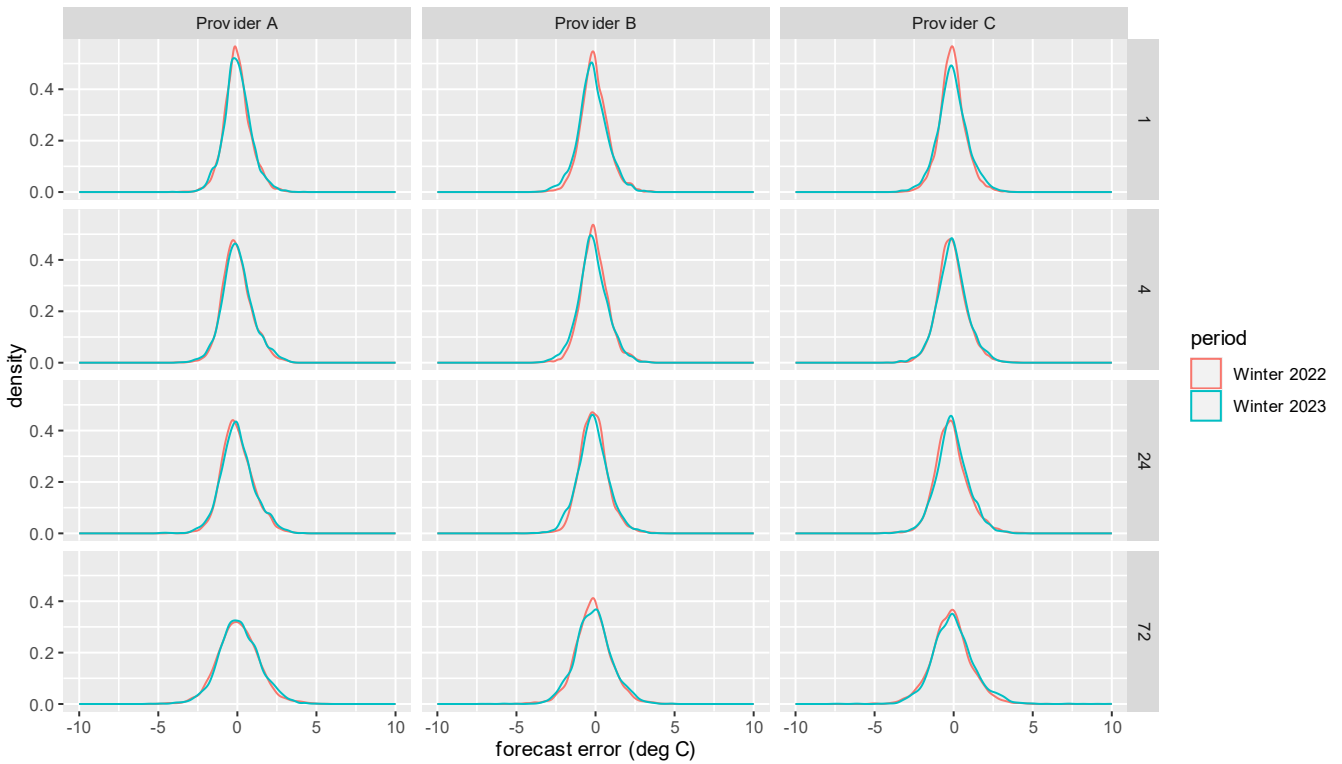 Provider A Provider B Provider C
0.4
0.2
0.0
1
0.4
0.2
0.0
4
0.4
0.2
0.0
24
0.4
0.2
0.0
72
density
-10 -5 0 5 10 -10 -5 0 5 10 -10 -5 0 5 10
forecast error (deg C)
period
Winter 2022
Winter 2023